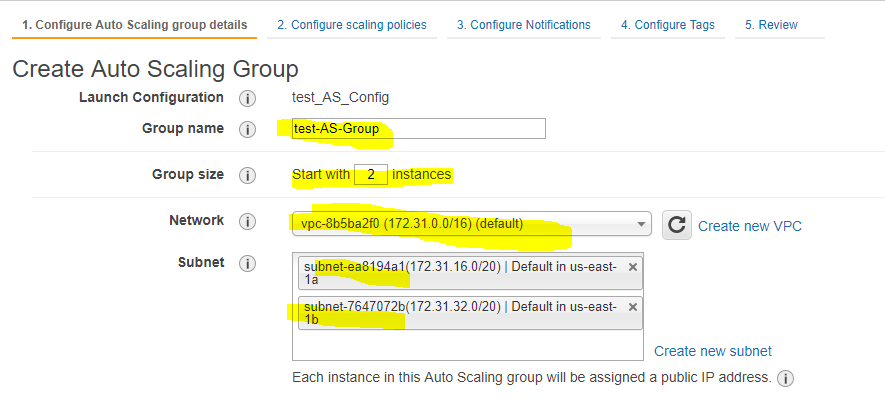 1. Configure Auto Scaling group details 2. Configure scaling policies 3. Configure Notifications 4. Configure Tags 5. Review
Create Auto Scaling Group
Launch Configuration i test_AS_Config
Group name i test-AS-Group
Group size i Start with 2 instances
Network i vpc-8b5ba2f0 (172.31.0.0/16) (default) Create new VPC
Subnet i subnet-ea8194a1(172.31.16.0/20) | Default in us-east-
1a
subnet-7647072b(172.31.32.0/20) | Default in us-east-
1b
Create new subnet
Each instance in this Auto Scaling group will be assigned a public IP address. i